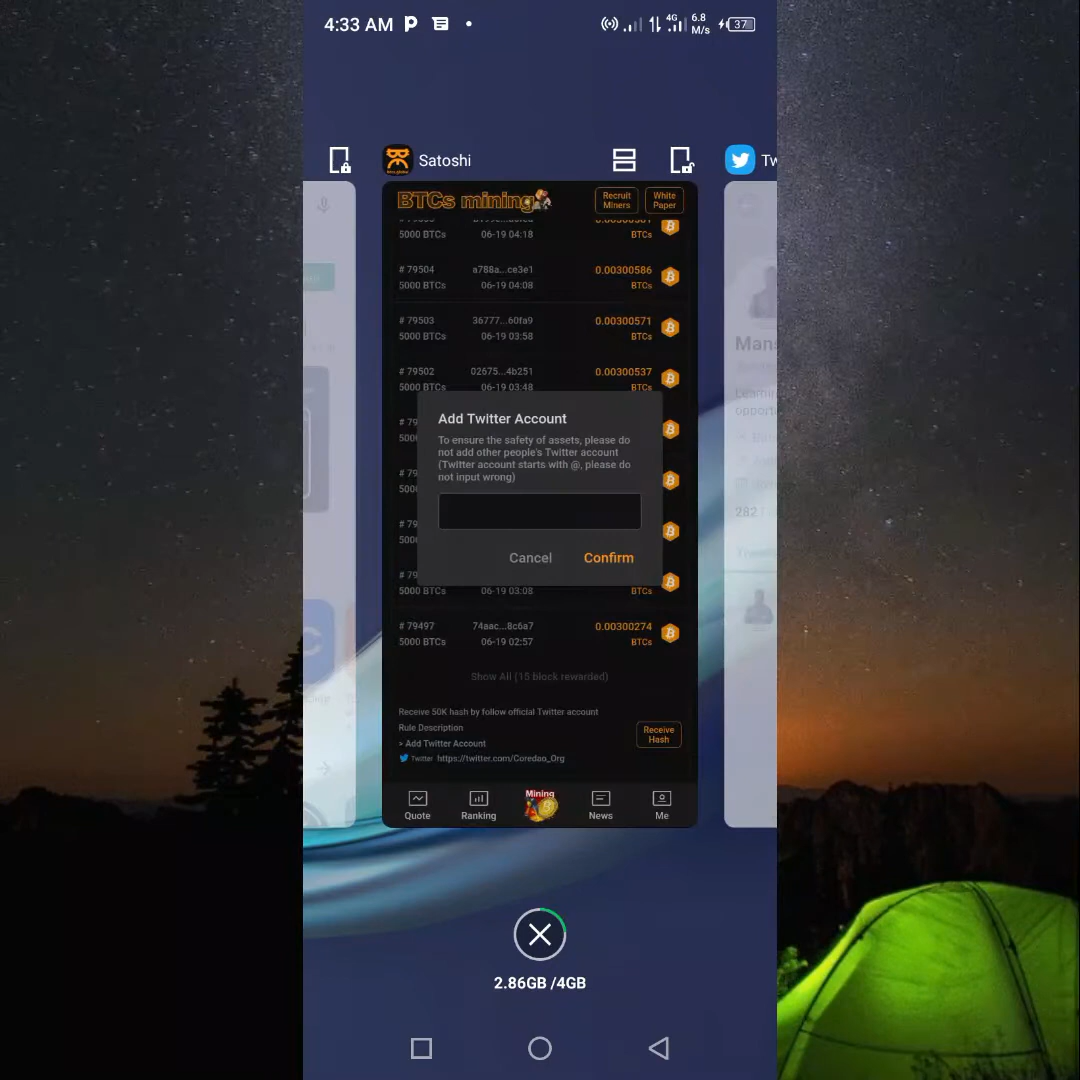 4:33 AM
4G 6.8 M/s 37
Satoshi
Tw
BTCs mining
Recruit Miners
White Paper
5000 BTCs 06-19 04:18 BTCs
# 79504 a788a...ce3e1 0.00300586
5000 BTCs 06-19 04:08 BTCs
# 79503 36777...60fa9 0.00300571
5000 BTCs 06-19 03:58 BTCs
# 79502 02675...4b251 0.00300537
5000 BTCs 06-19 03:48 BTCs
Add Twitter Account
To ensure the safety of assets, please do
not add other people's Twitter account
(Twitter account starts with @, please do
not input wrong)
Cancel Confirm
5000 BTCs 06-19 03:08 BTCs
# 79497 74aac...8c6a7 0.00300274
5000 BTCs 06-19 02:57 BTCs
Show All (15 block rewarded)
Receive 50K hash by follow official Twitter account
Rule Description
> Add Twitter Account
Twitter https://twitter.com/Coredao_Org
Receive Hash
Mining
Quote Ranking News Me
Mans
282
2.86GB /4GB